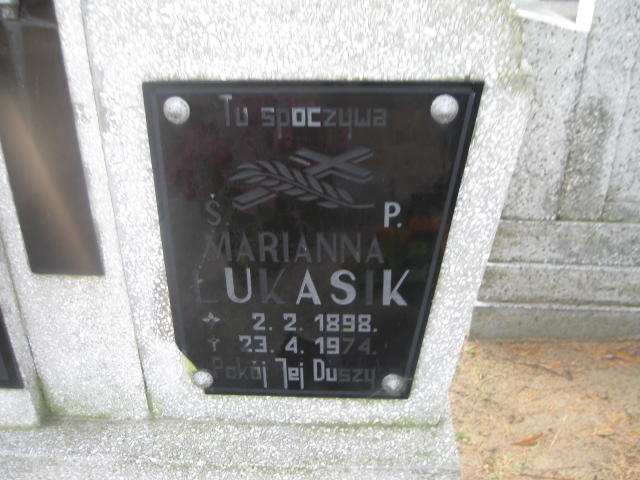 Tu spoczywa
Ś. P.
MARIANNA
ŁUKASIK
2. 2. 1898.
23. 4. 1974.
Pokój Jej Duszy